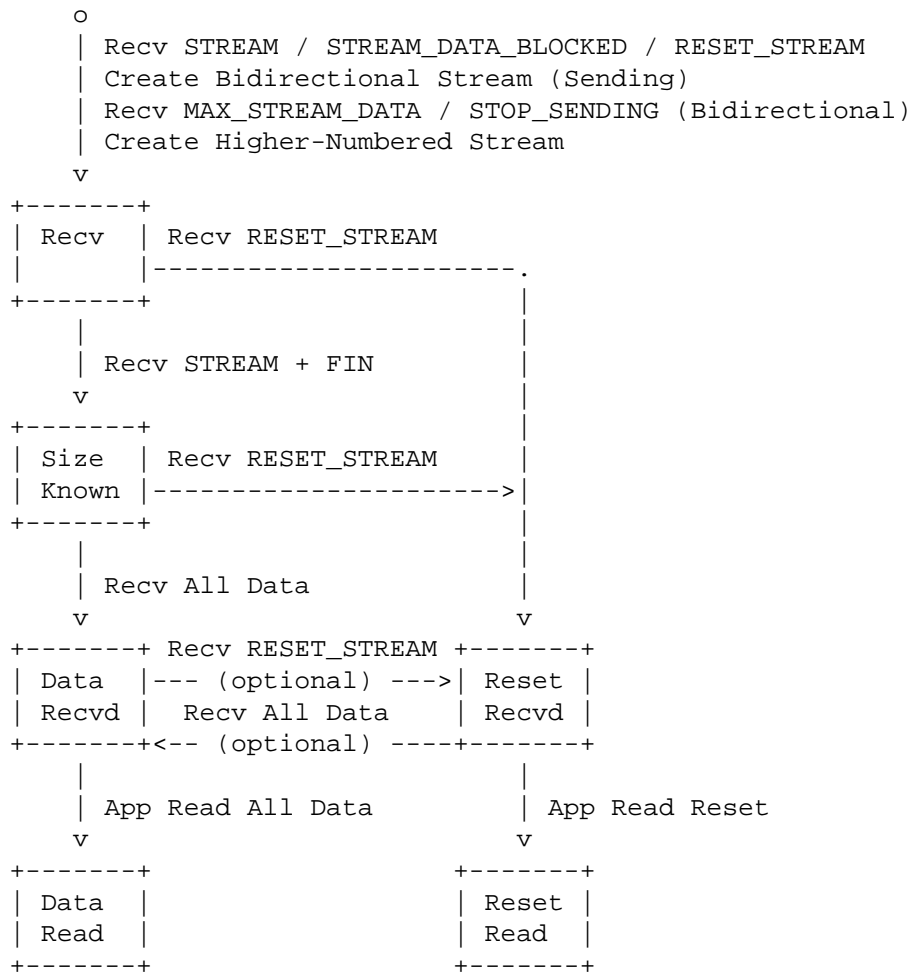 o
| Recv STREAM / STREAM_DATA_BLOCKED / RESET_STREAM
| Create Bidirectional Stream (Sending)
| Recv MAX_STREAM_DATA / STOP_SENDING (Bidirectional)
| Create Higher-Numbered Stream
v
+-------+
| Recv  | Recv RESET_STREAM
|       |-----------------------.
+-------+                       |
    |                           |
    | Recv STREAM + FIN         |
    v                           |
+-------+                       |
| Size  | Recv RESET_STREAM     |
| Known |---------------------->|
+-------+                       |
    |                           |
    | Recv All Data             |
    v                           v
+-------+ Recv RESET_STREAM +-------+
| Data  |--- (optional) --->| Reset |
| Recvd |  Recv All Data    | Recvd |
+-------+<-- (optional) ----+-------+
    |                           |
    | App Read All Data         | App Read Reset
    v                           v
+-------+                   +-------+
| Data  |                   | Reset |
| Read  |                   | Read  |
+-------+                   +-------+